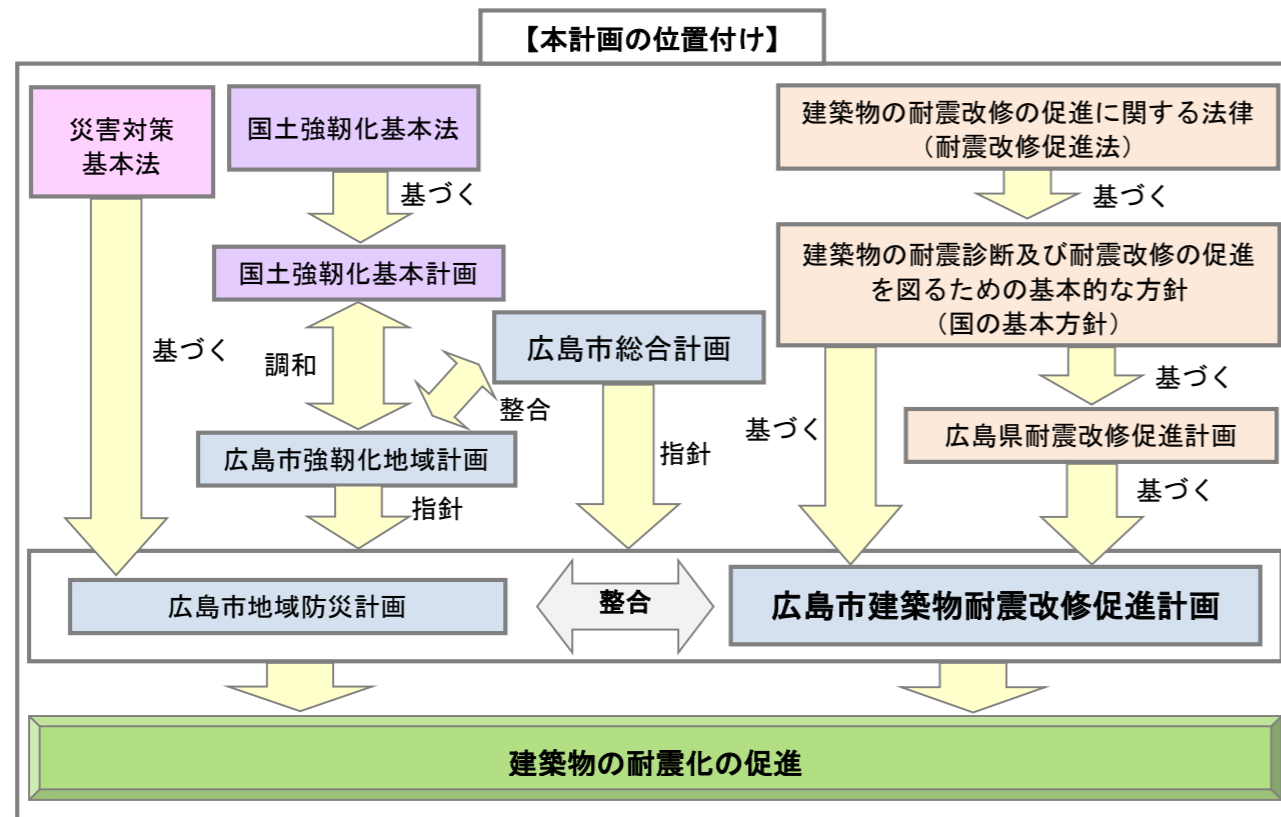 【本計画の位置付け】
災害対策
基本法
国土強靭化基本法
建築物の耐震改修の促進に関する法律
（耐震改修促進法）
基づく
基づく
国土強靭化基本計画
建築物の耐震診断及び耐震改修の促進
を図るための基本的な方針
（国の基本方針）
基づく
調和
広島市総合計画
整合
基づく
基づく
広島県耐震改修促進計画
広島市強靭化地域計画
指針
指針
基づく
広島市地域防災計画
整合
広島市建築物耐震改修促進計画
建築物の耐震化の促進